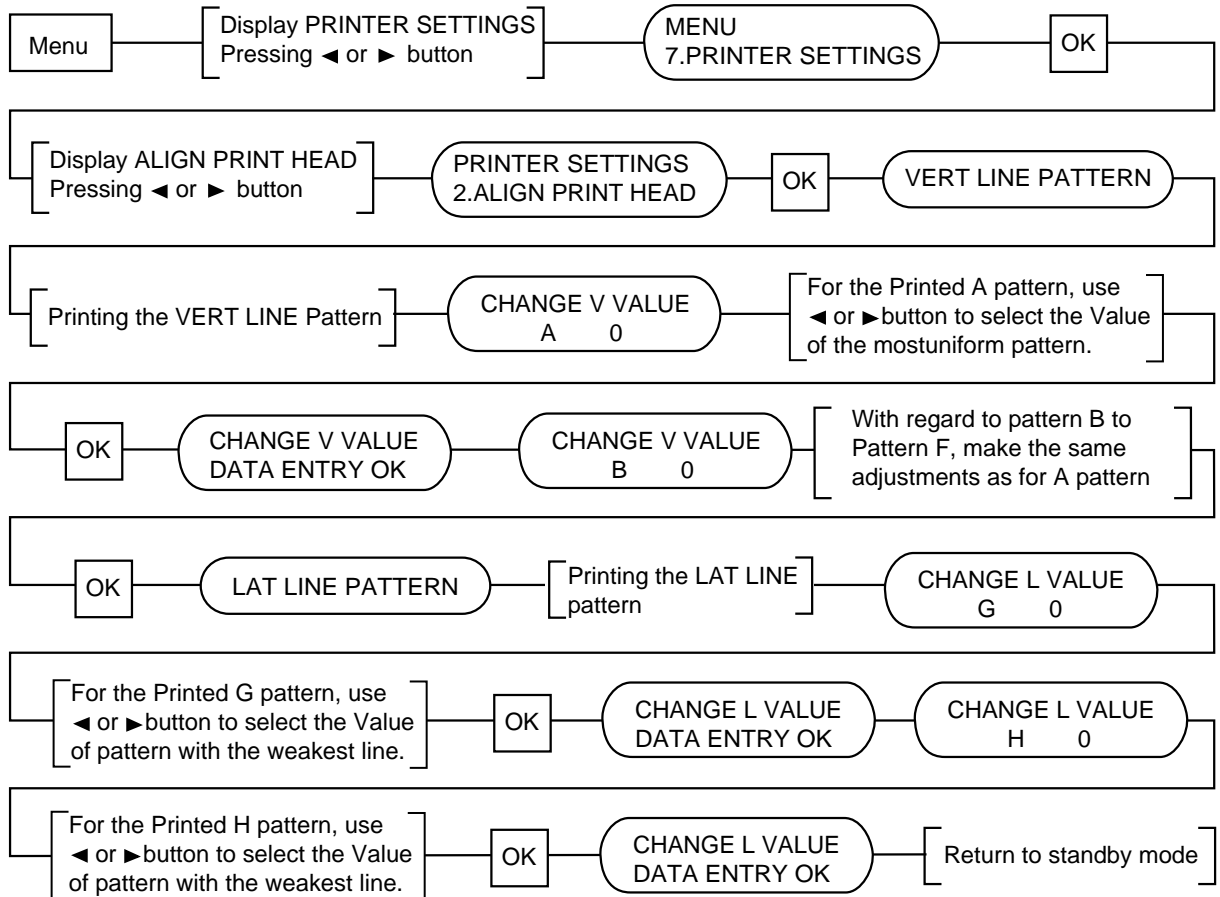 Menu
Display PRINTER SETTINGS
Pressing ◄ or ► button
MENU
7.PRINTER SETTINGS
OK
Display ALIGN PRINT HEAD
Pressing ◄ or ► button
PRINTER SETTINGS
2.ALIGN PRINT HEAD
OK
VERT LINE PATTERN
Printing the VERT LINE Pattern
CHANGE V VALUE
A 0
For the Printed A pattern, use
◄ or ►button to select the Value
of the mostuniform pattern.
OK
CHANGE V VALUE
DATA ENTRY OK
CHANGE V VALUE
B 0
With regard to pattern B to
Pattern F, make the same
adjustments as for A pattern
OK
LAT LINE PATTERN
Printing the LAT LINE
pattern
CHANGE L VALUE
G 0
For the Printed G pattern, use
◄ or ►button to select the Value
of pattern with the weakest line.
OK
CHANGE L VALUE
DATA ENTRY OK
CHANGE L VALUE
H 0
For the Printed H pattern, use
◄ or ►button to select the Value
of pattern with the weakest line.
OK
CHANGE L VALUE
DATA ENTRY OK
Return to standby mode